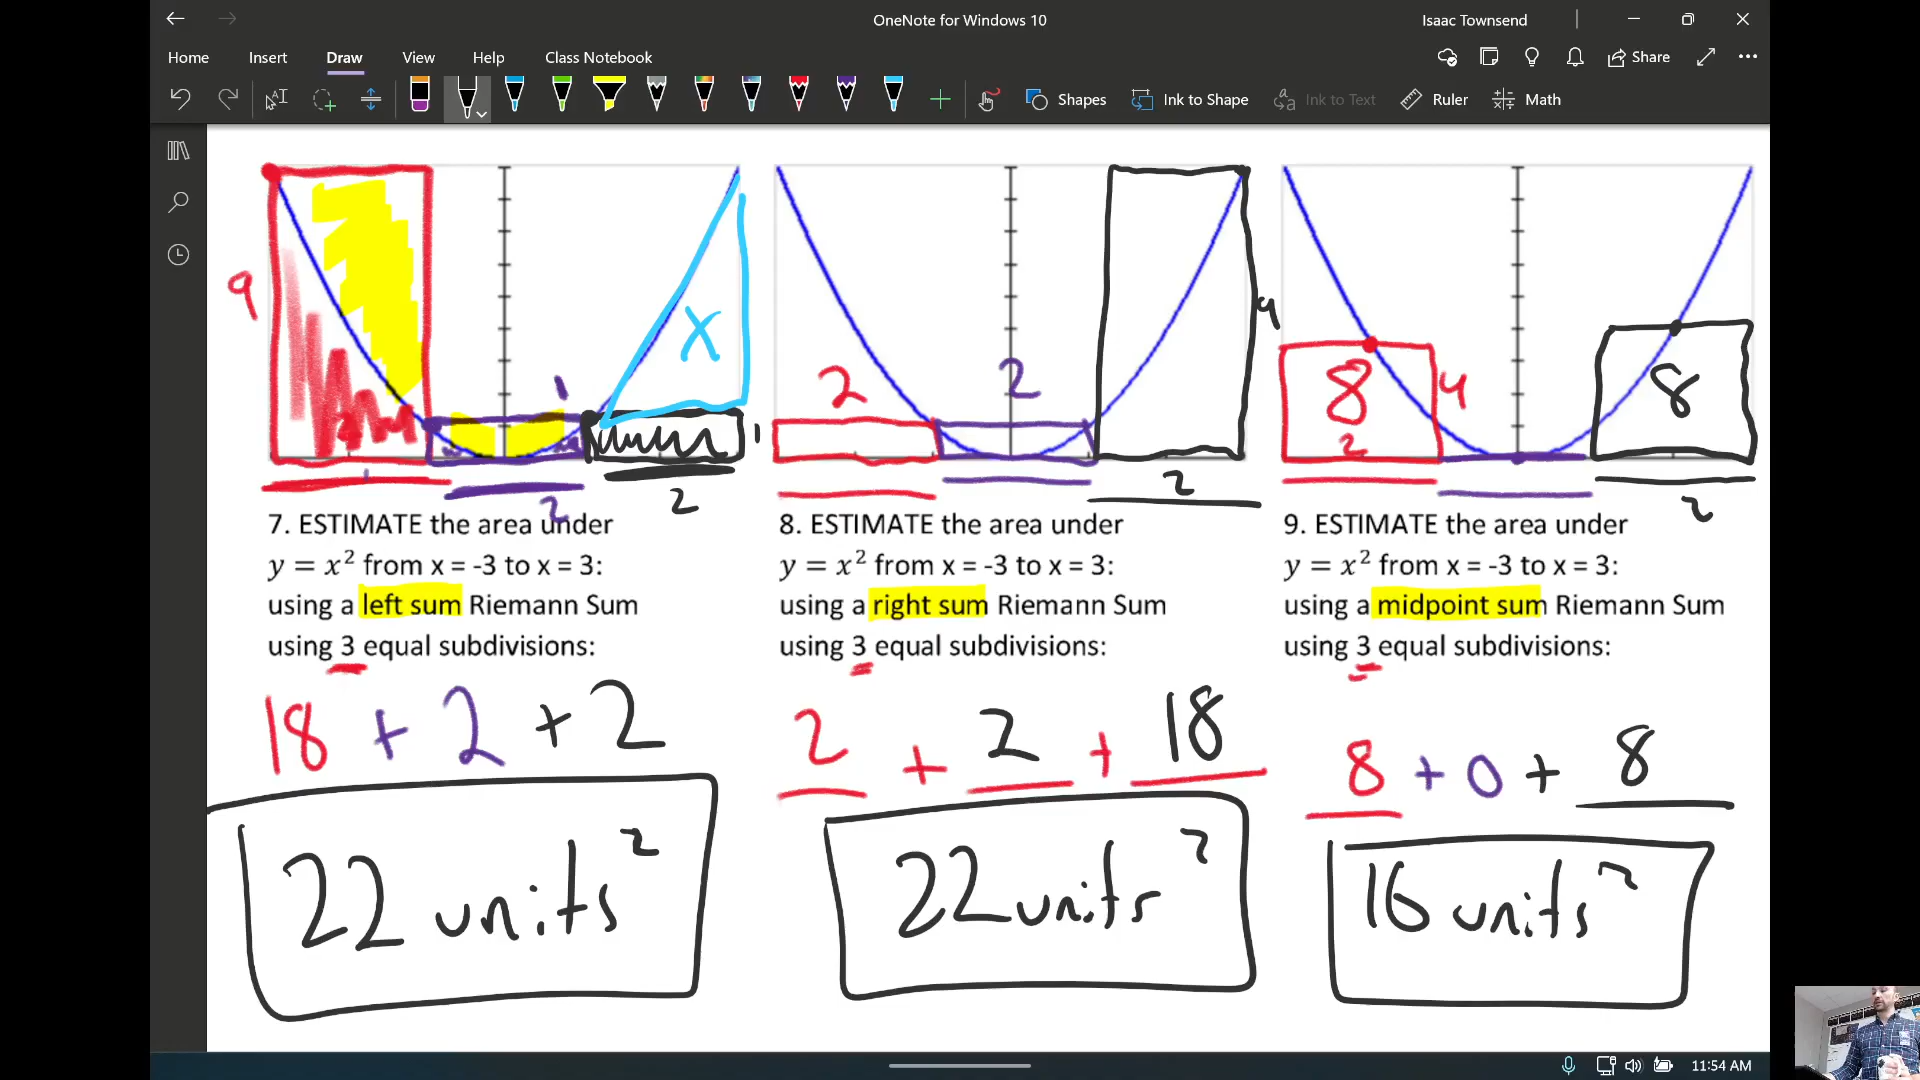 OneNote for Windows 10
Isaac Townsend
Home Insert Draw View Help Class Notebook
Share
Shapes Ink to Shape Ink to Text Ruler Math
9
1
1
X
2
2
2
2
9
2
8
4
2
8
2
7. ESTIMATE the area under
y = x² from x = -3 to x = 3:
using a left sum Riemann Sum
using 3 equal subdivisions:
18 + 2 + 2
22 units²
8. ESTIMATE the area under
y = x² from x = -3 to x = 3:
using a right sum Riemann Sum
using 3 equal subdivisions:
2 + 2 + 18
22 units²
9. ESTIMATE the area under
y = x² from x = -3 to x = 3:
using a midpoint sum Riemann Sum
using 3 equal subdivisions:
8 + 0 + 8
16 units²
11:54 AM